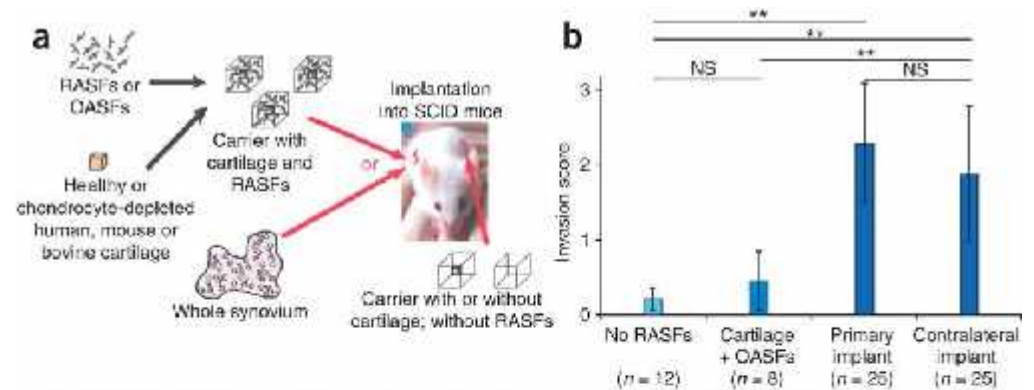 a
RASFs or
OASFs
Healthy or
chondrocyte-depleted
human, mouse or
bovine cartilage
Carrier with
cartilage and
RASFs
Whole synovium
or
Implantation
into SCID mice
Carrier with or without
cartilage; without RASFs
b
**
**
**
NS
NS
Invasion score
3
2
1
0
No RASFs
(n = 12)
Cartilage
+ OASFs
(n = 8)
Primary
implant
(n = 25)
Contralateral
implant
(n = 25)